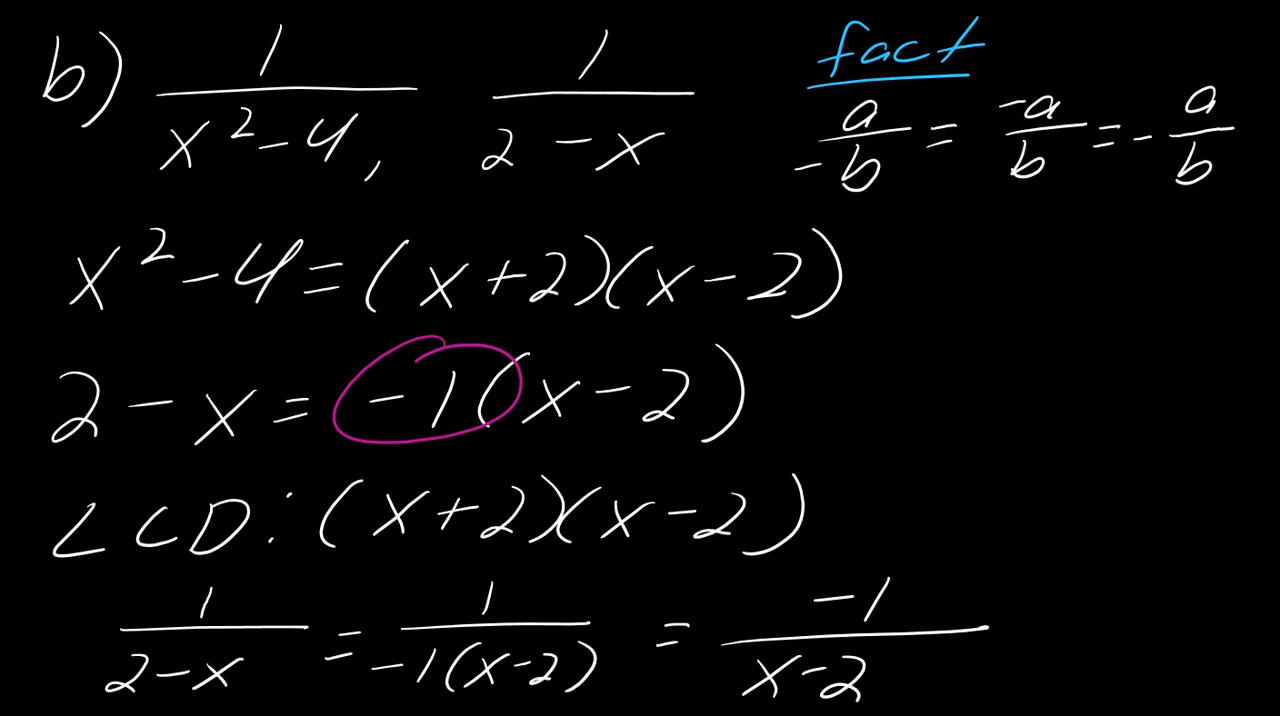 b) 1/(x²-4), 1/(2-x)
fact
a/-b = -a/b = -a/b
x²-4=(x+2)(x-2)
2-x=-1(x-2)
LCD: (x+2)(x-2)
1/(2-x) = 1/(-1(x-2)) = -1/(x-2)